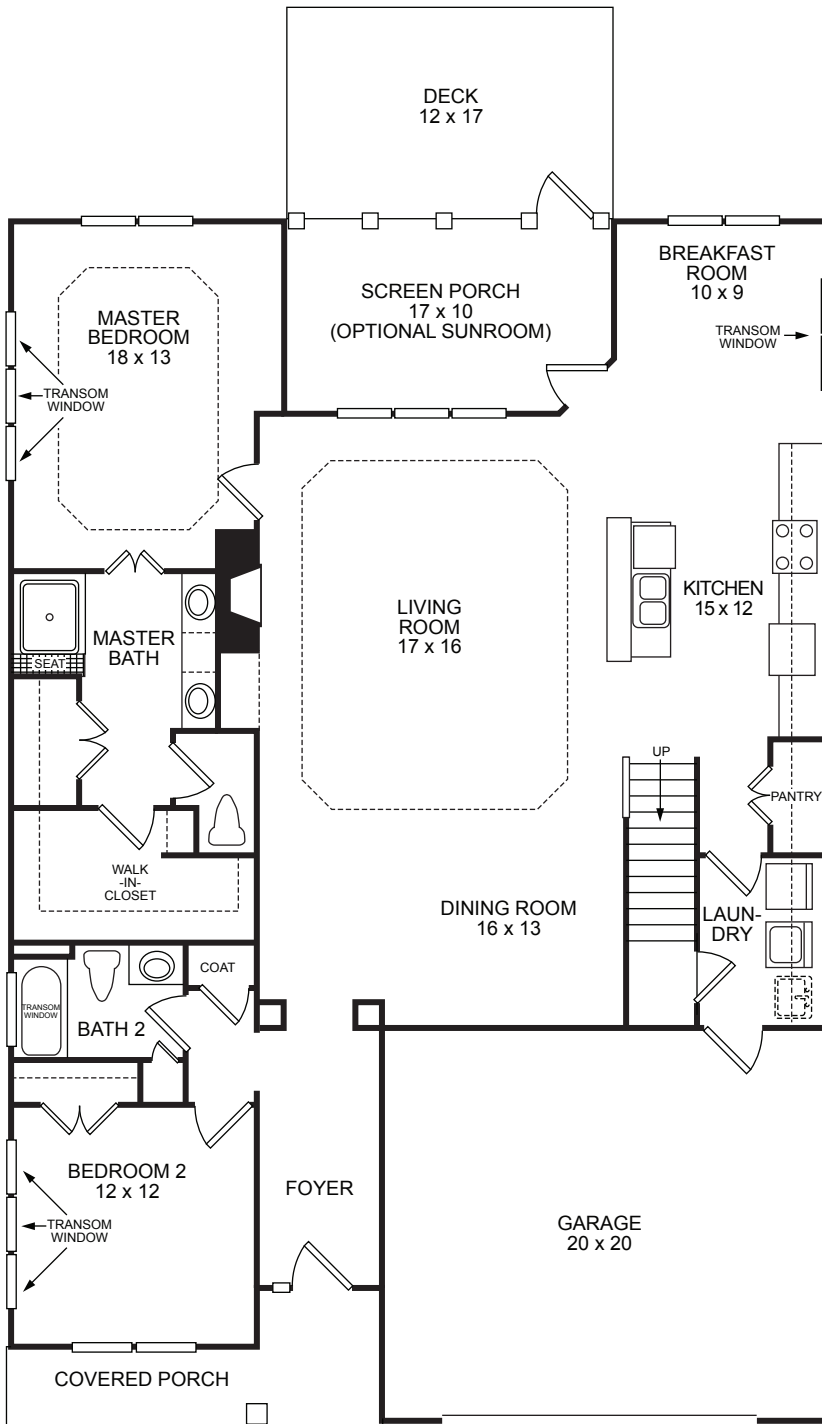 DECK
12 x 17
BREAKFAST
ROOM
10 x 9
SCREEN PORCH
17 x 10
(OPTIONAL SUNROOM)
MASTER
BEDROOM
18 x 13
TRANSOM
WINDOW
TRANSOM
WINDOW
KITCHEN
15 x 12
LIVING
ROOM
17 x 16
MASTER
BATH
SEAT
UP
PANTRY
WALK
-IN-
CLOSET
DINING ROOM
16 x 13
LAUN-
DRY
COAT
TRANSOM
WINDOW
BATH 2
BEDROOM 2
12 x 12
FOYER
TRANSOM
WINDOW
GARAGE
20 x 20
COVERED PORCH